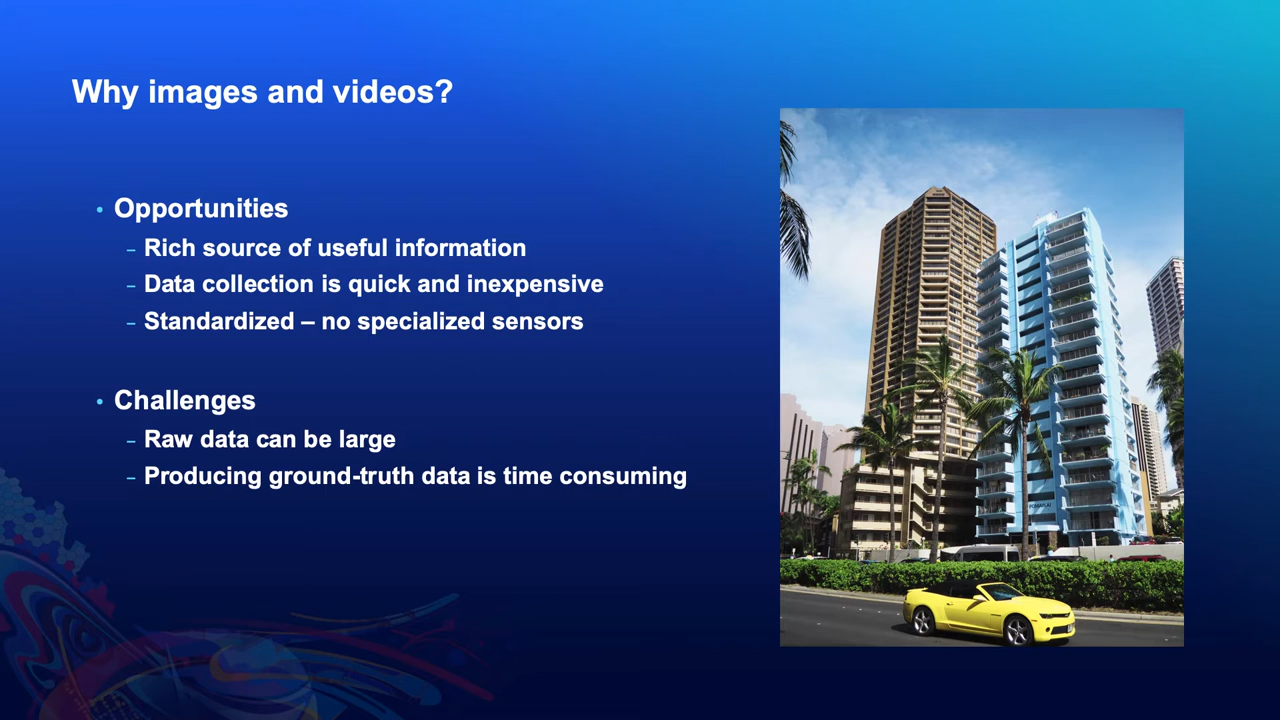 Why images and videos?
• Opportunities
– Rich source of useful information
– Data collection is quick and inexpensive
– Standardized – no specialized sensors
• Challenges
– Raw data can be large
– Producing ground-truth data is time consuming